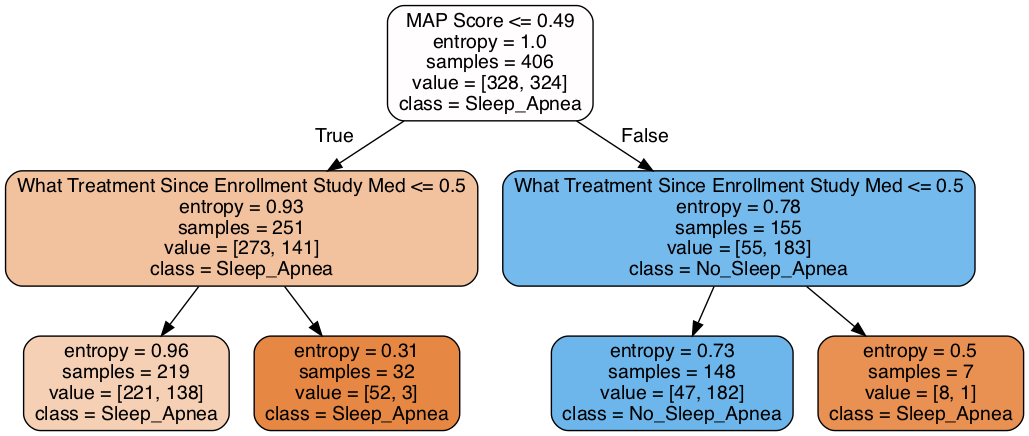 MAP Score <= 0.49
entropy = 1.0
samples = 406
value = [328, 324]
class = Sleep_Apnea
True
False
What Treatment Since Enrollment Study Med <= 0.5
entropy = 0.93
samples = 251
value = [273, 141]
class = Sleep_Apnea
What Treatment Since Enrollment Study Med <= 0.5
entropy = 0.78
samples = 155
value = [55, 183]
class = No_Sleep_Apnea
entropy = 0.96
samples = 219
value = [221, 138]
class = Sleep_Apnea
entropy = 0.31
samples = 32
value = [52, 3]
class = Sleep_Apnea
entropy = 0.73
samples = 148
value = [47, 182]
class = No_Sleep_Apnea
entropy = 0.5
samples = 7
value = [8, 1]
class = Sleep_Apnea